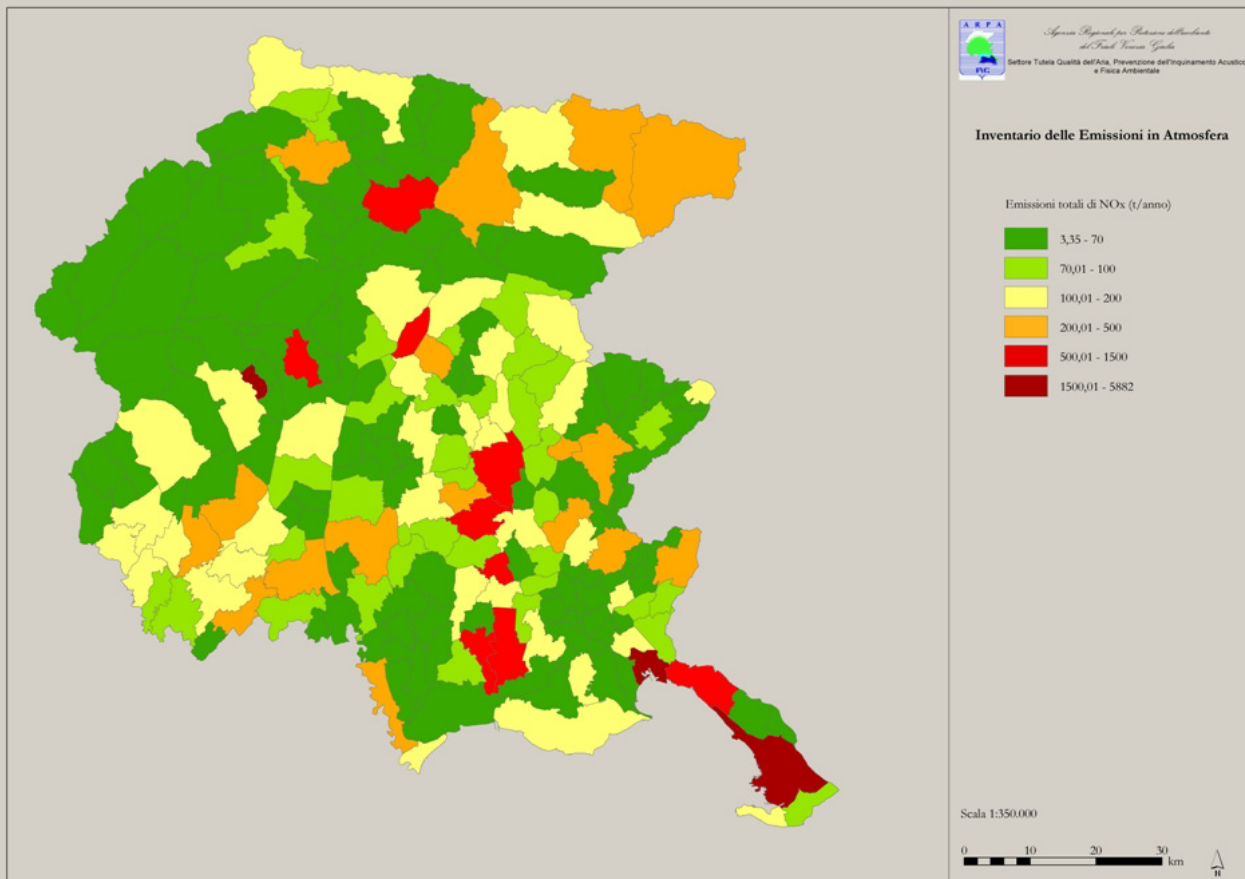 A R P A
FVG
Agenzia Regionale per Protezione dell'ambiente
del Friuli Venezia Giulia
Settore Tutela Qualità dell'Aria, Prevenzione dell'Inquinamento Acustico
e Fisica Ambientale
Inventario delle Emissioni in Atmosfera
Emissioni totali di NOx (t/anno)
3,35 - 70
70,01 - 100
100,01 - 200
200,01 - 500
500,01 - 1500
1500,01 - 5882
Scala 1:350.000
0 10 20 30
km
N